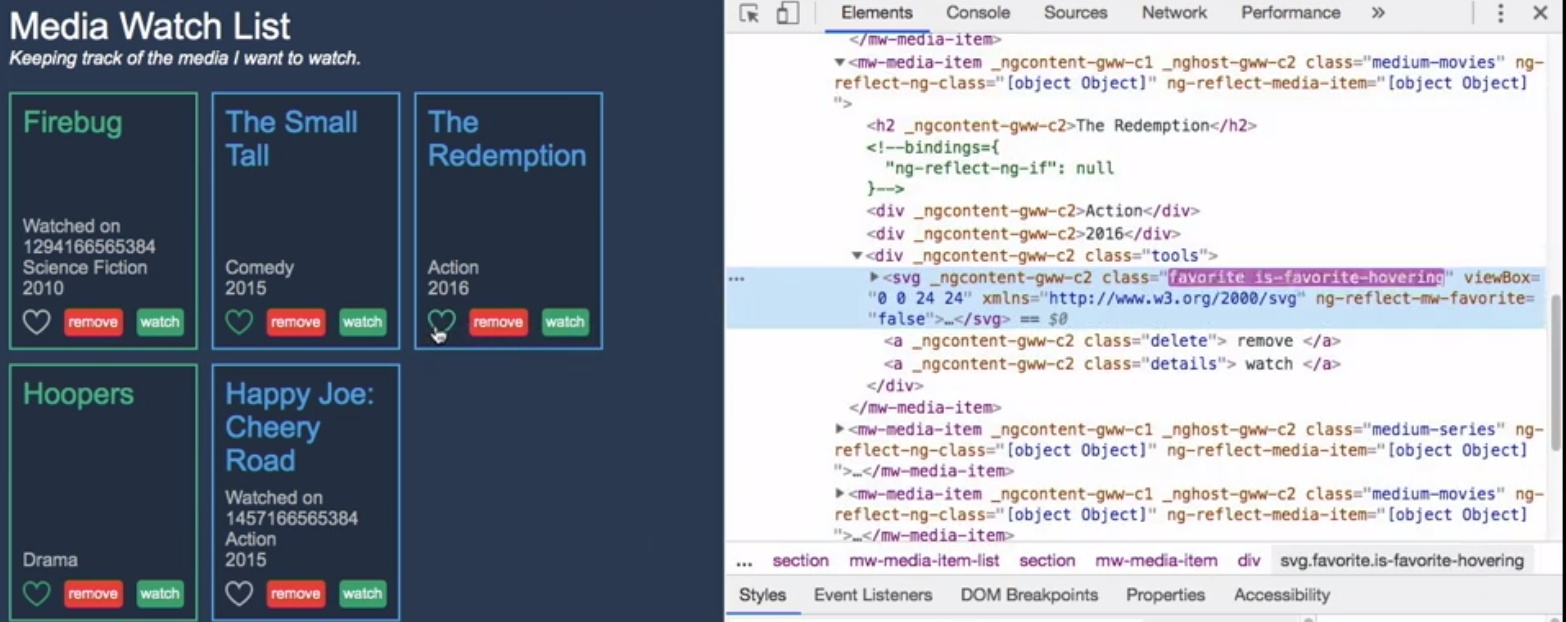 Media Watch List
Keeping track of the media I want to watch.
Firebug
Watched on
1294166565384
Science Fiction
2010
remove watch
The Small
Tall
Comedy
2015
remove watch
The
Redemption
Action
2016
remove watch
Hoopers
Drama
remove watch
Happy Joe:
Cheery
Road
Watched on
1457166565384
Action
2015
remove watch
Elements Console Sources Network Performance »
</mw-media-item>
▼<mw-media-item _ngcontent-gww-c1 _nghost-gww-c2 class="medium-movies" ng-
reflect-ng-class="[object Object]" ng-reflect-media-item="[object Object]
">
<h2 _ngcontent-gww-c2>The Redemption</h2>
<!--bindings={
"ng-reflect-ng-if": null
}-->
<div _ngcontent-gww-c2>Action</div>
<div _ngcontent-gww-c2>2016</div>
▼<div _ngcontent-gww-c2 class="tools">
… ▶<svg _ngcontent-gww-c2 class="favorite is-favorite-hovering" viewBox=
"0 0 24 24" xmlns="http://www.w3.org/2000/svg" ng-reflect-mw-favorite=
"false">…</svg> == $0
<a _ngcontent-gww-c2 class="delete"> remove </a>
<a _ngcontent-gww-c2 class="details"> watch </a>
</div>
</mw-media-item>
▶<mw-media-item _ngcontent-gww-c1 _nghost-gww-c2 class="medium-series" ng-
reflect-ng-class="[object Object]" ng-reflect-media-item="[object Object]
">…</mw-media-item>
▶<mw-media-item _ngcontent-gww-c1 _nghost-gww-c2 class="medium-movies" ng-
reflect-ng-class="[object Object]" ng-reflect-media-item="[object Object]
">…</mw-media-item>
… section mw-media-item-list section mw-media-item div svg.favorite.is-favorite-hovering
Styles Event Listeners DOM Breakpoints Properties Accessibility